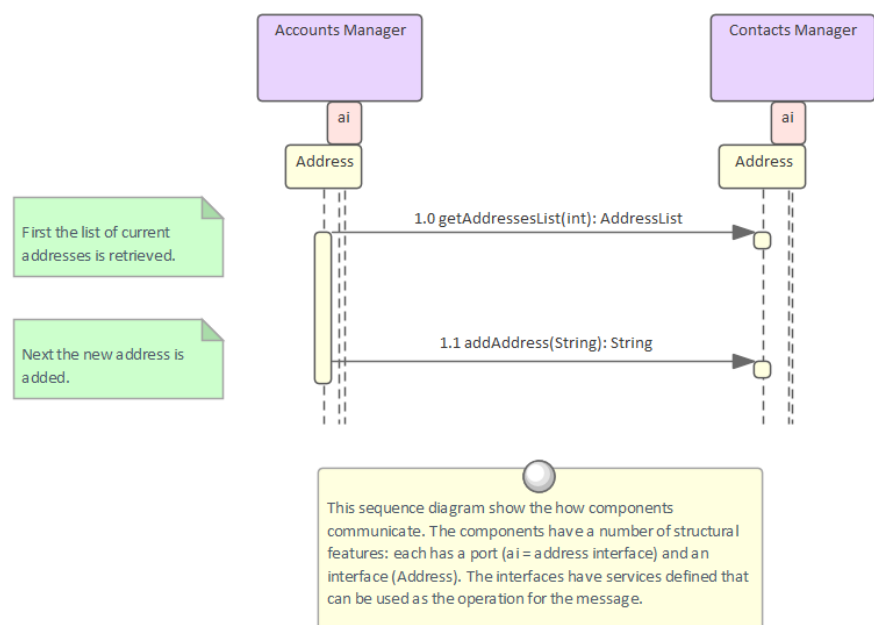 Accounts Manager
Contacts Manager
ai
ai
Address
Address
First the list of current
addresses is retrieved.
1.0 getAddressesList(int): AddressList
Next the new address is
added.
1.1 addAddress(String): String
This sequence diagram show the how components
communicate. The components have a number of structural
features: each has a port (ai = address interface) and an
interface (Address). The interfaces have services defined that
can be used as the operation for the message.